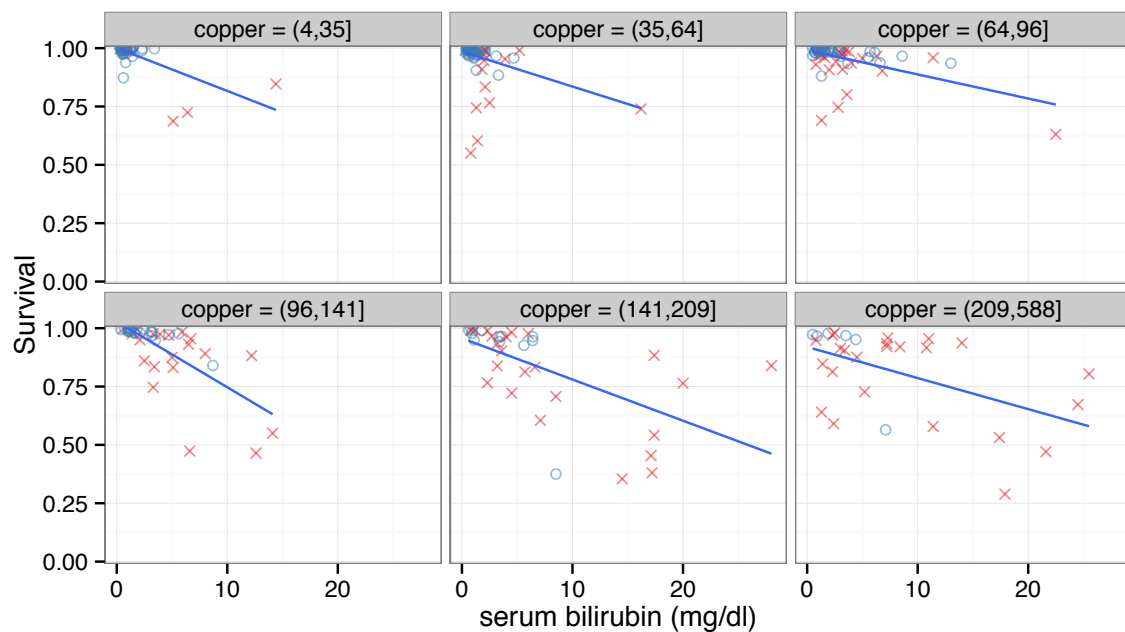 copper = (4,35]
copper = (35,64]
copper = (64,96]
1.00
0.75
0.50
0.25
0.00
copper = (96,141]
copper = (141,209]
copper = (209,588]
1.00
0.75
0.50
0.25
0.00
Survival
0 10 20
0 10 20
0 10 20
serum bilirubin (mg/dl)